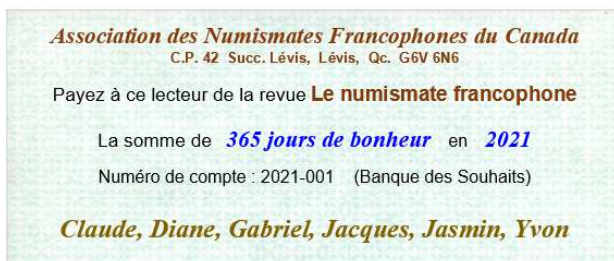 Association des Numismates Francophones du Canada
C.P. 42 Succ. Lévis, Lévis, Qc. G6V 6N6
Payez à ce lecteur de la revue Le numismate francophone
La somme de 365 jours de bonheur en 2021
Numéro de compte : 2021-001 (Banque des Souhaits)
Claude, Diane, Gabriel, Jacques, Jasmin, Yvon